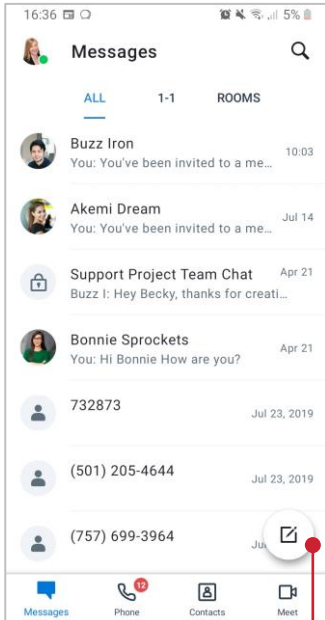 16:36 5%
Messages
ALL 1-1 ROOMS
Buzz Iron
10:03
You: You've been invited to a me...
Akemi Dream
Jul 14
You: You've been invited to a me...
Support Project Team Chat Apr 21
Buzz I: Hey Becky, thanks for creati...
Bonnie Sprockets
Apr 21
You: Hi Bonnie How are you?
732873
Jul 23, 2019
(501) 205-4644
Jul 23, 2019
(757) 699-3964
12
Messages Phone Contacts Meet